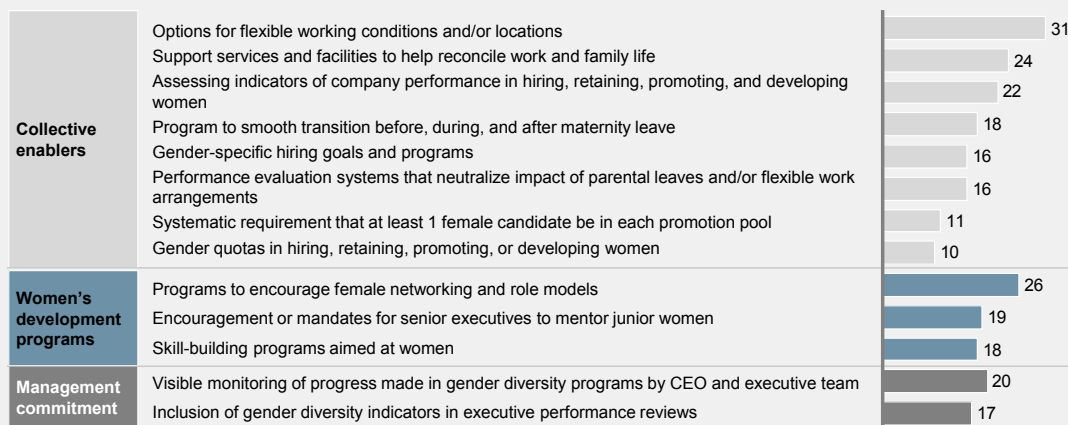 Collective
enablers
Options for flexible working conditions and/or locations
31
Support services and facilities to help reconcile work and family life
24
Assessing indicators of company performance in hiring, retaining, promoting, and developing
women
22
Program to smooth transition before, during, and after maternity leave
18
Gender-specific hiring goals and programs
16
Performance evaluation systems that neutralize impact of parental leaves and/or flexible work
arrangements
16
Systematic requirement that at least 1 female candidate be in each promotion pool
11
Gender quotas in hiring, retaining, promoting, or developing women
10
Women’s
development
programs
Programs to encourage female networking and role models
26
Encouragement or mandates for senior executives to mentor junior women
19
Skill-building programs aimed at women
18
Management
commitment
Visible monitoring of progress made in gender diversity programs by CEO and executive team
20
Inclusion of gender diversity indicators in executive performance reviews
17